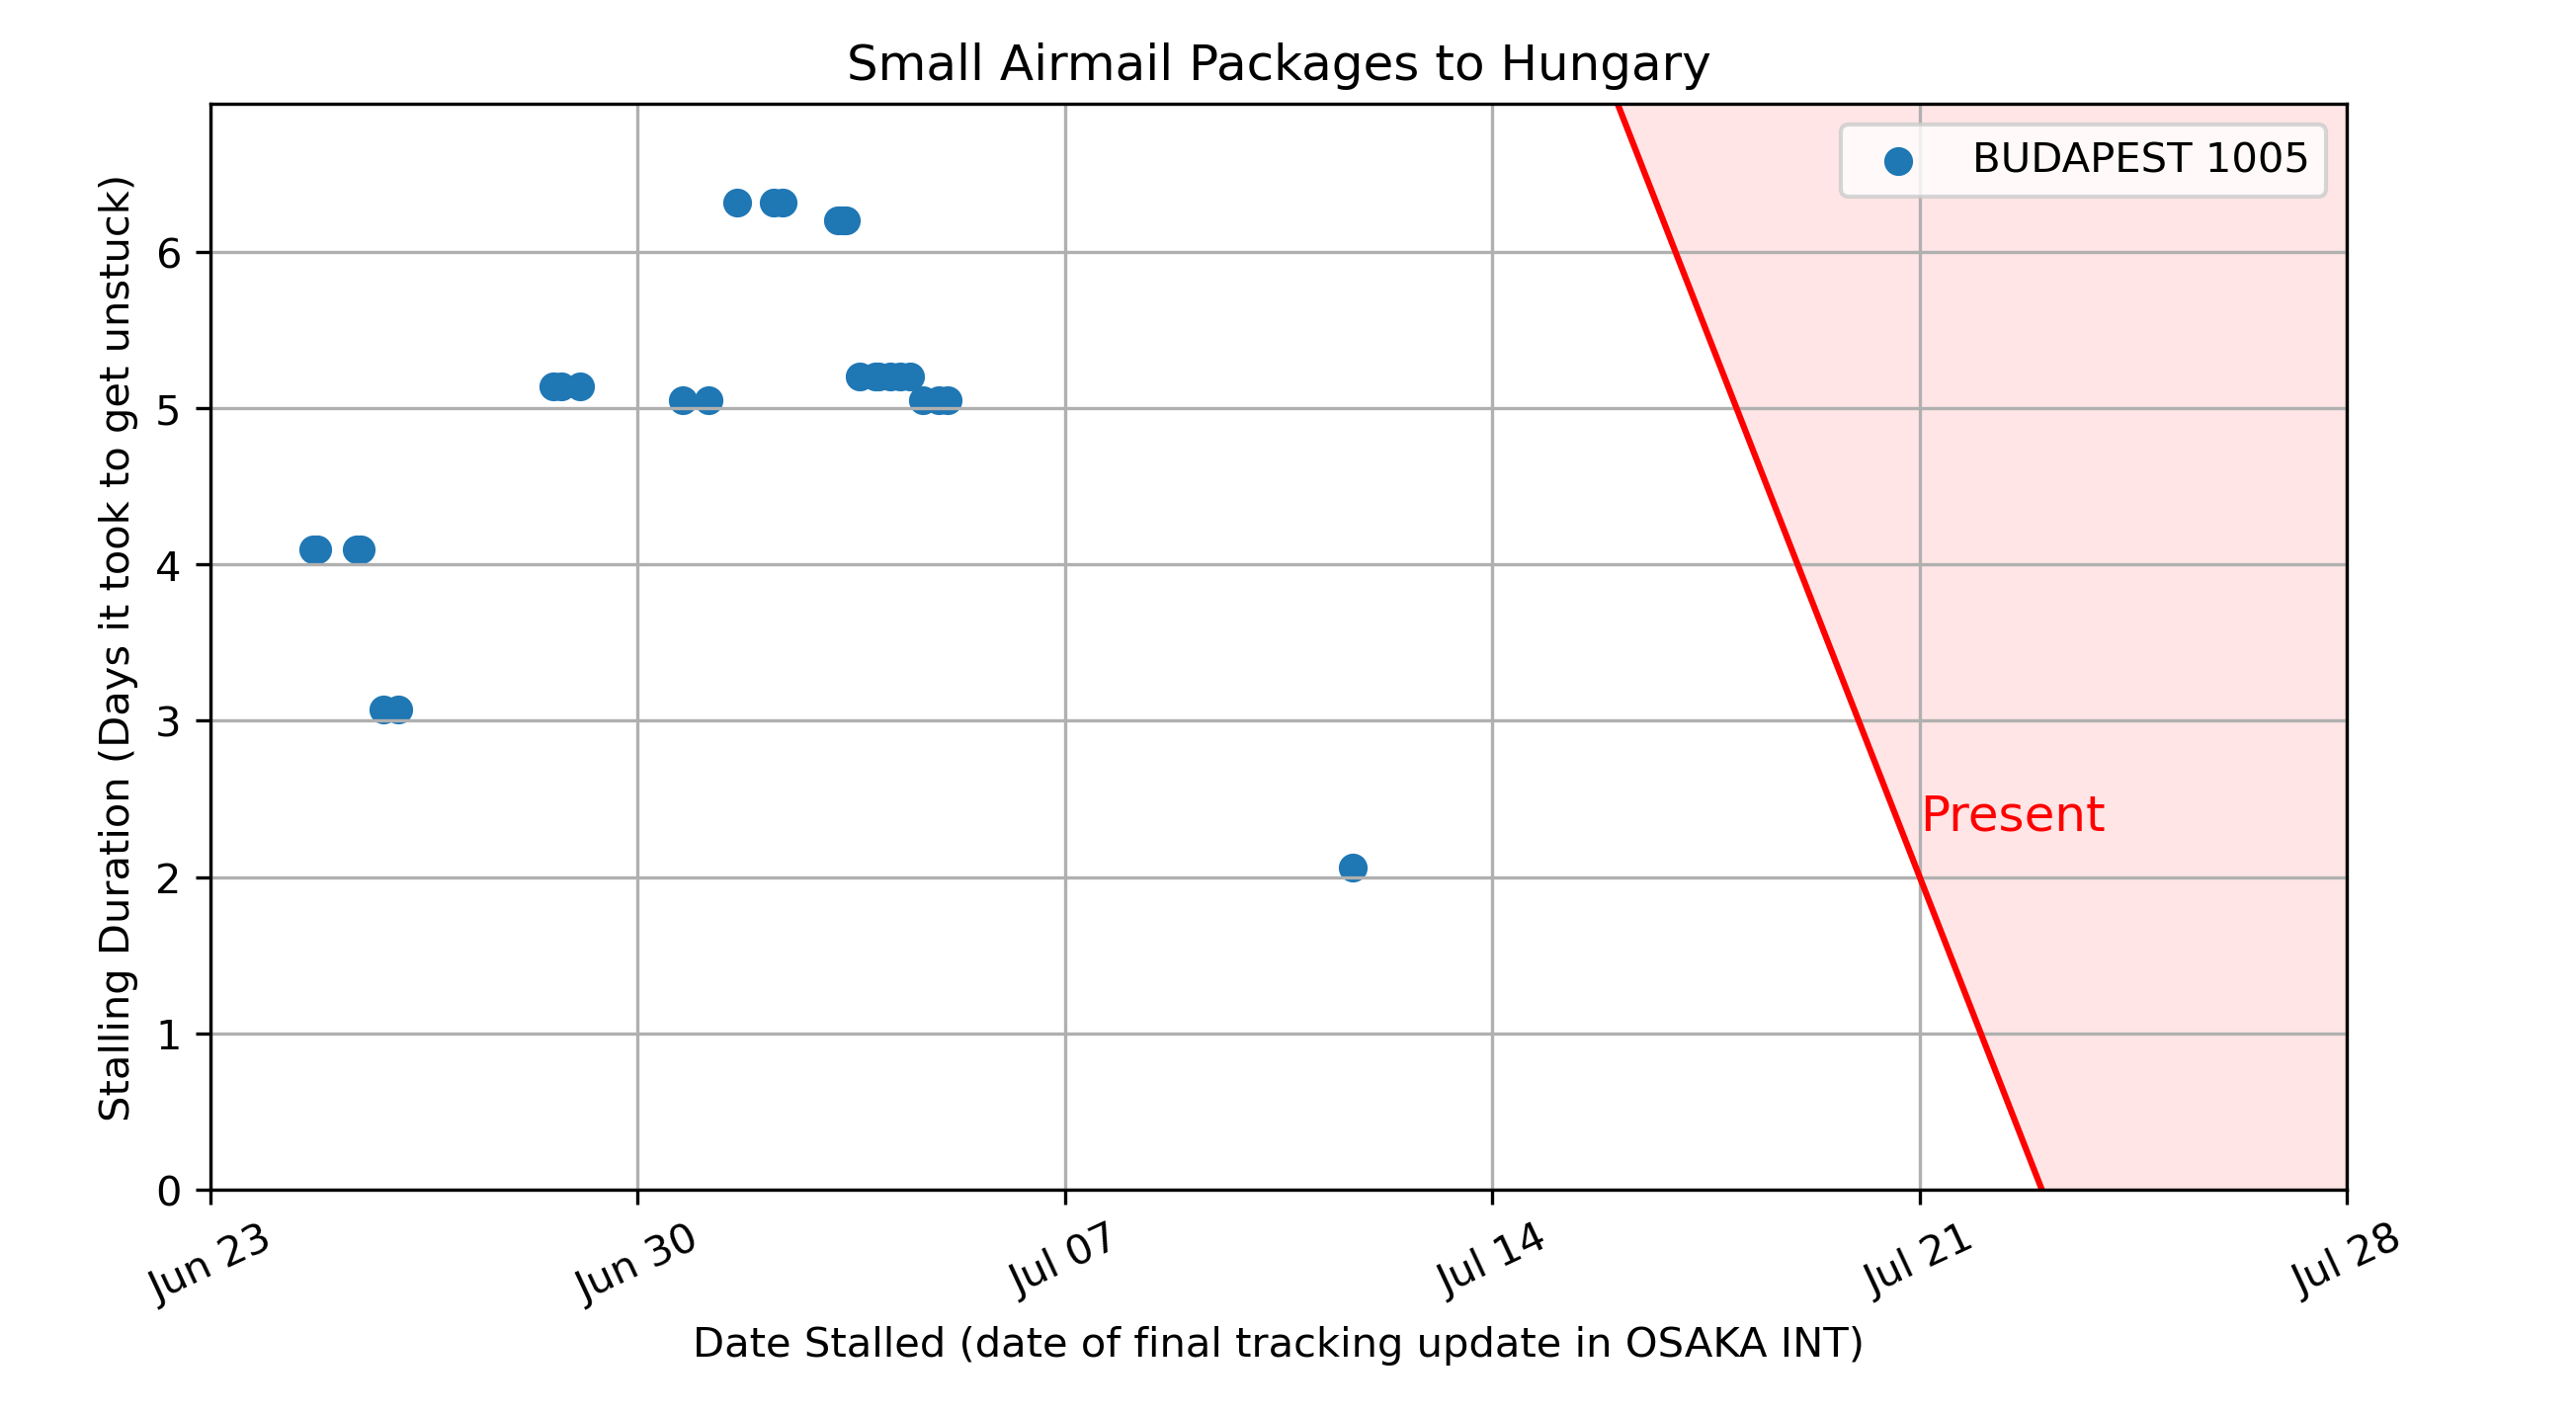 Small Airmail Packages to Hungary
BUDAPEST 1005
Stalling Duration (Days it took to get unstuck)
6
5
4
3
2
1
0
Present
Jun 23
Jun 30
Jul 07
Jul 14
Jul 21
Jul 28
Date Stalled (date of final tracking update in OSAKA INT)